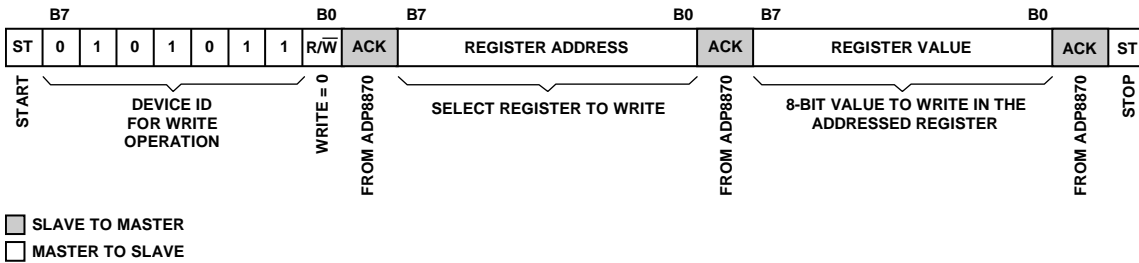 B7 B0 B7 B0 B7 B0
ST 0 1 0 1 0 1 1 R/W̅ ACK REGISTER ADDRESS ACK REGISTER VALUE ACK ST
START
DEVICE ID
FOR WRITE
OPERATION
WRITE = 0
FROM ADP8870
SELECT REGISTER TO WRITE
FROM ADP8870
8-BIT VALUE TO WRITE IN THE
ADDRESSED REGISTER
FROM ADP8870
STOP
SLAVE TO MASTER
MASTER TO SLAVE